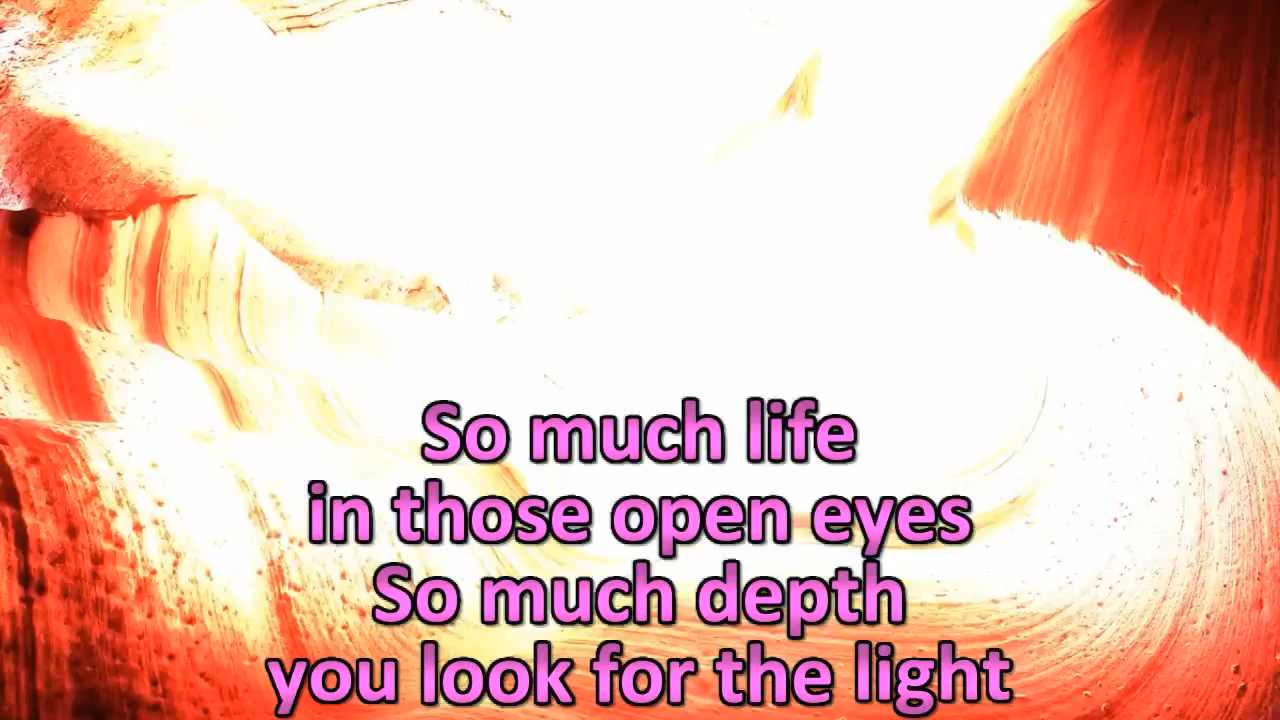 So much life
in those open eyes
So much depth
you look for the light